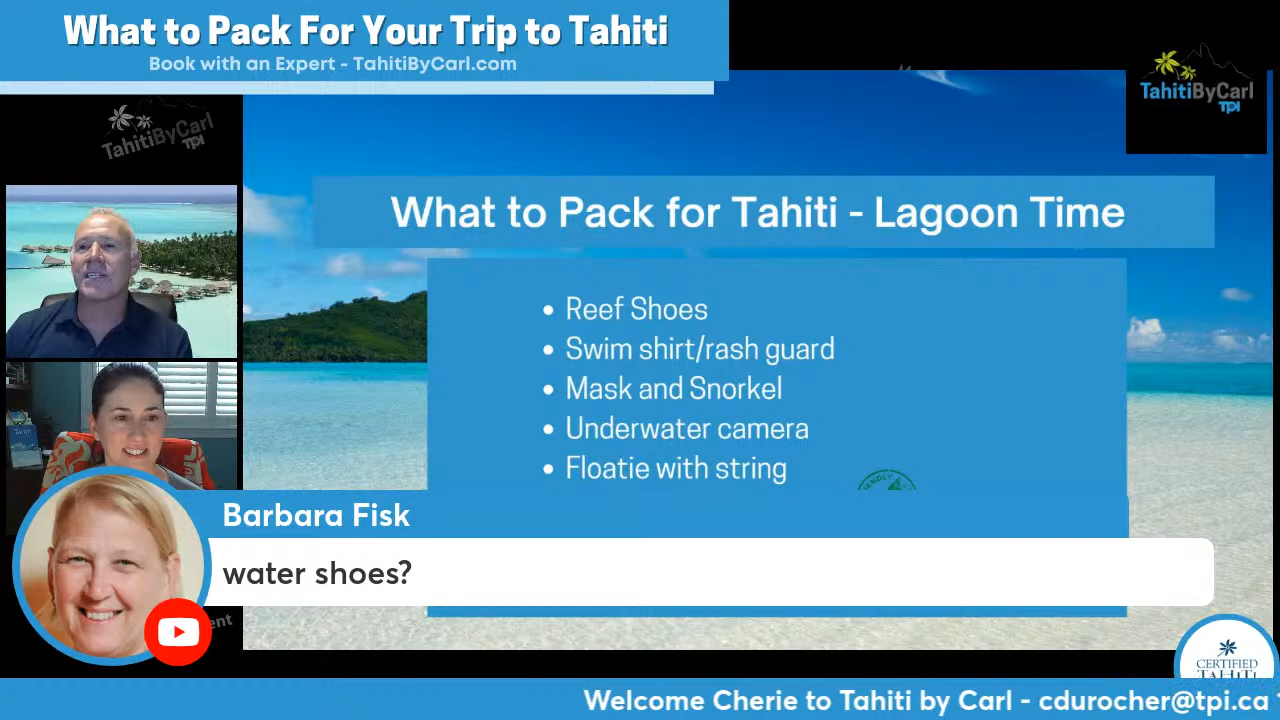 What to Pack For Your Trip to Tahiti
Book with an Expert - TahitiByCarl.com
TahitiByCarl
TPI
TahitiByCarl
TPI
What to Pack for Tahiti - Lagoon Time
• Reef Shoes
• Swim shirt/rash guard
• Mask and Snorkel
• Underwater camera
• Floatie with string
Barbara Fisk
water shoes?
CERTIFIED
TAHITI
Welcome Cherie to Tahiti by Carl - cdurocher@tpi.ca